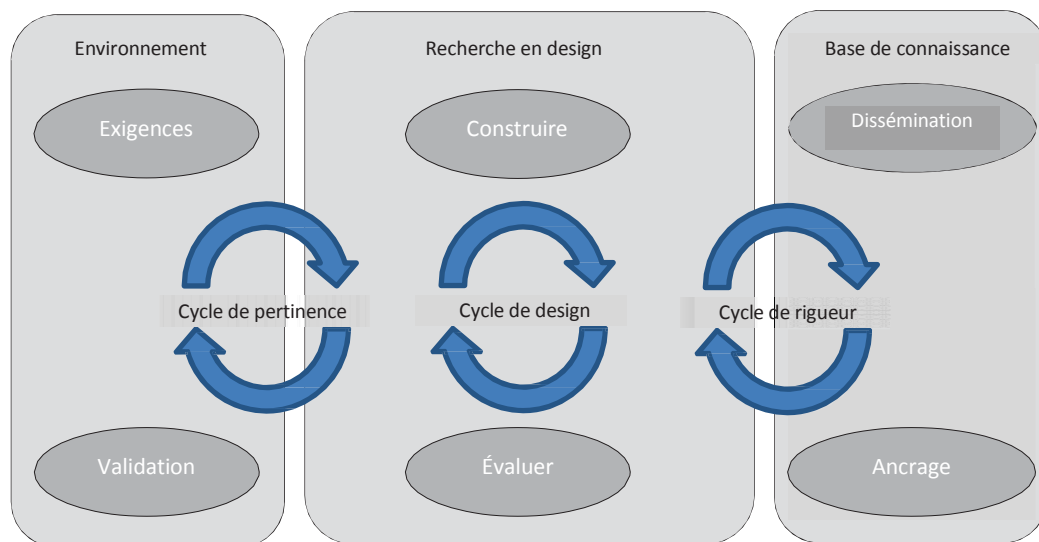 Environnement
Recherche en design
Base de connaissance
Exigences
Construire
Dissémination
Cycle de pertinence
Cycle de design
Cycle de rigueur
Validation
Évaluer
Ancrage